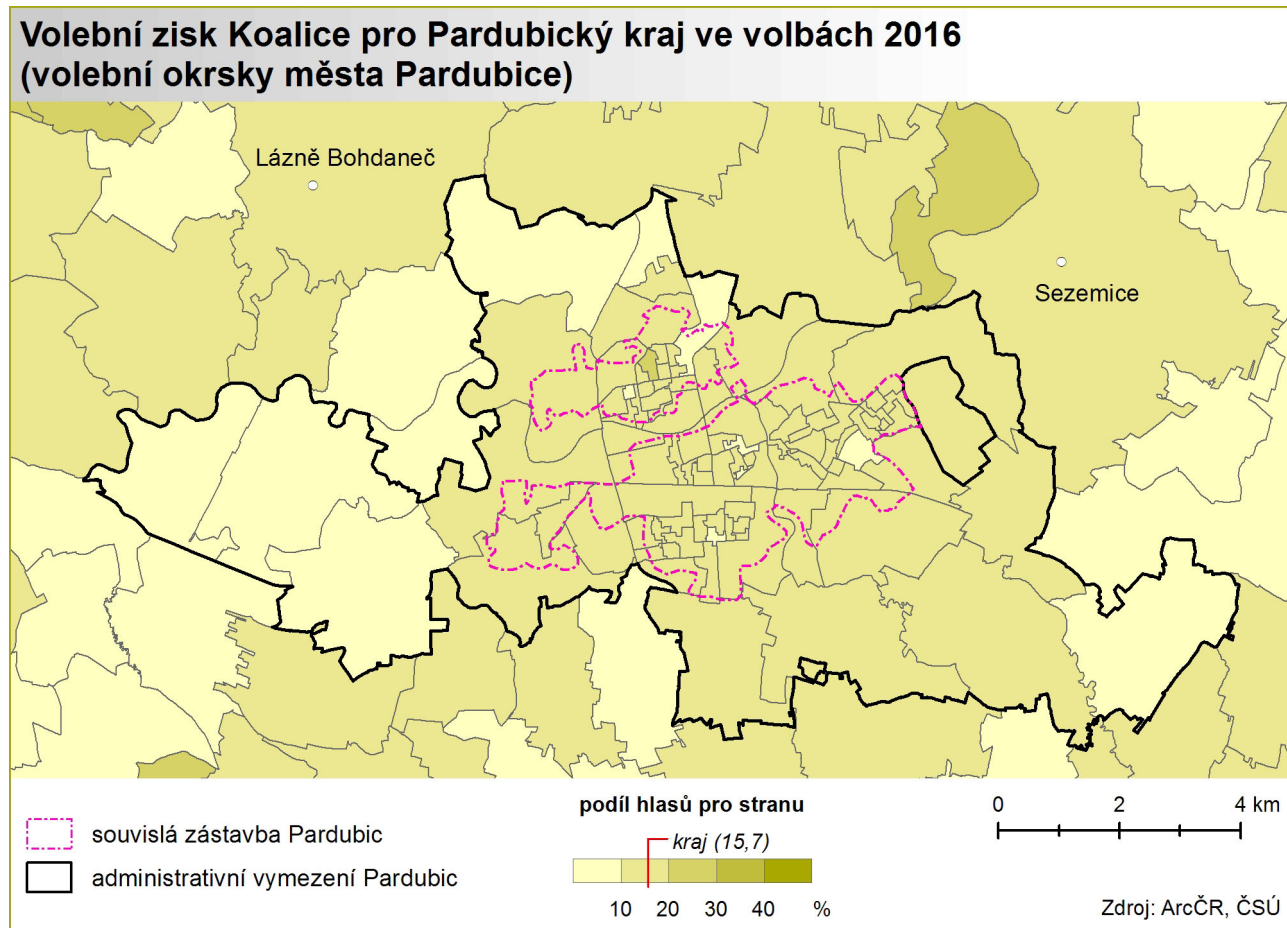 Volební zisk Koalice pro Pardubický kraj ve volbách 2016
(volební okrsky města Pardubice)
Lázně Bohdaneč
Sezemice
souvislá zástavba Pardubic
administrativní vymezení Pardubic
podíl hlasů pro stranu
kraj (15,7)
10 20 30 40 %
0 2 4 km
Zdroj: ArcČR, ČSÚ